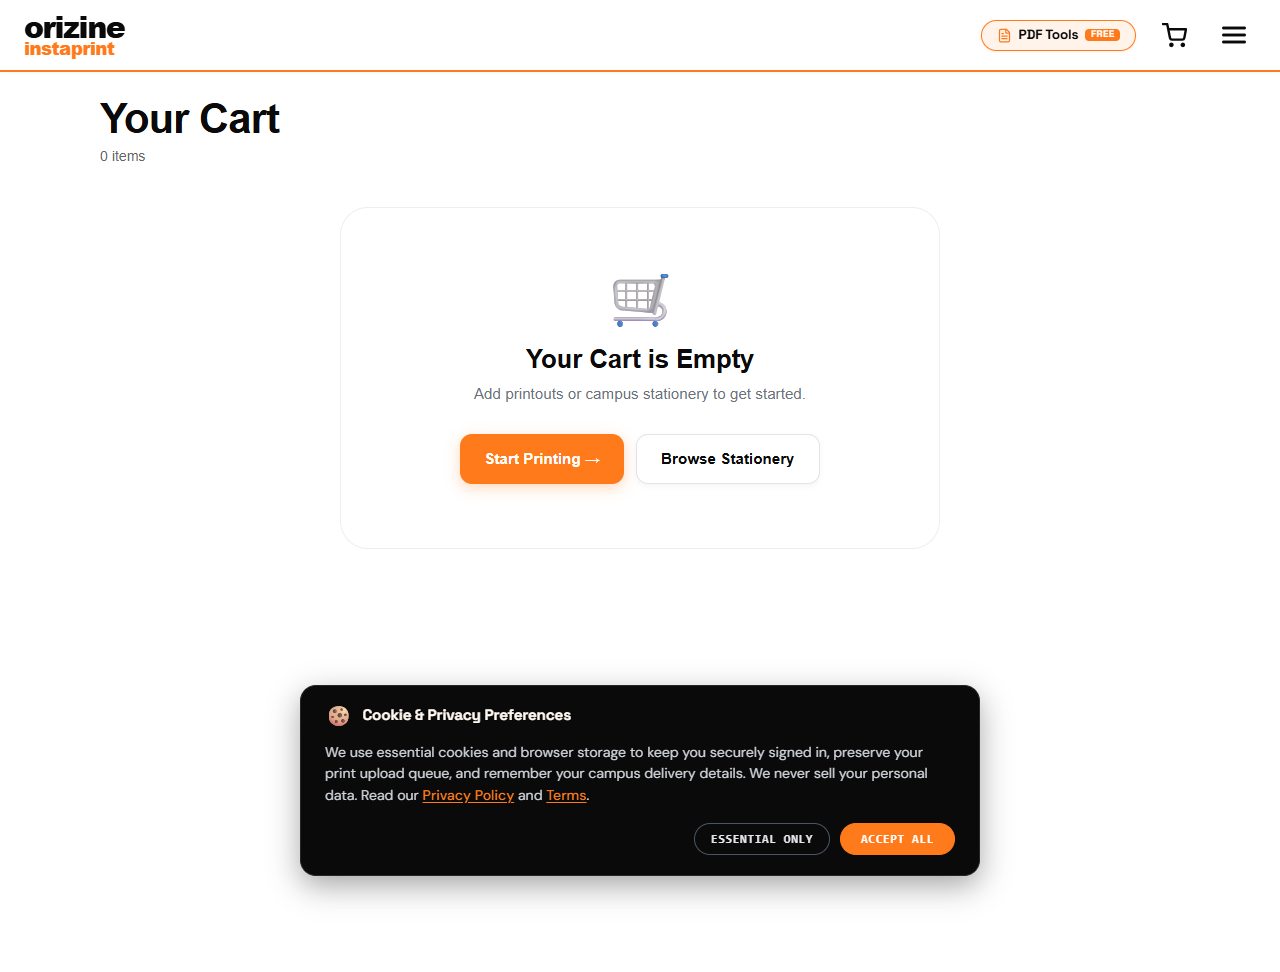 orizine
instaprint
PDF Tools FREE
Your Cart
0 items
Your Cart is Empty
Add printouts or campus stationery to get started.
Start Printing →
Browse Stationery
Cookie & Privacy Preferences
We use essential cookies and browser storage to keep you securely signed in, preserve your
print upload queue, and remember your campus delivery details. We never sell your personal
data. Read our Privacy Policy and Terms.
ESSENTIAL ONLY
ACCEPT ALL